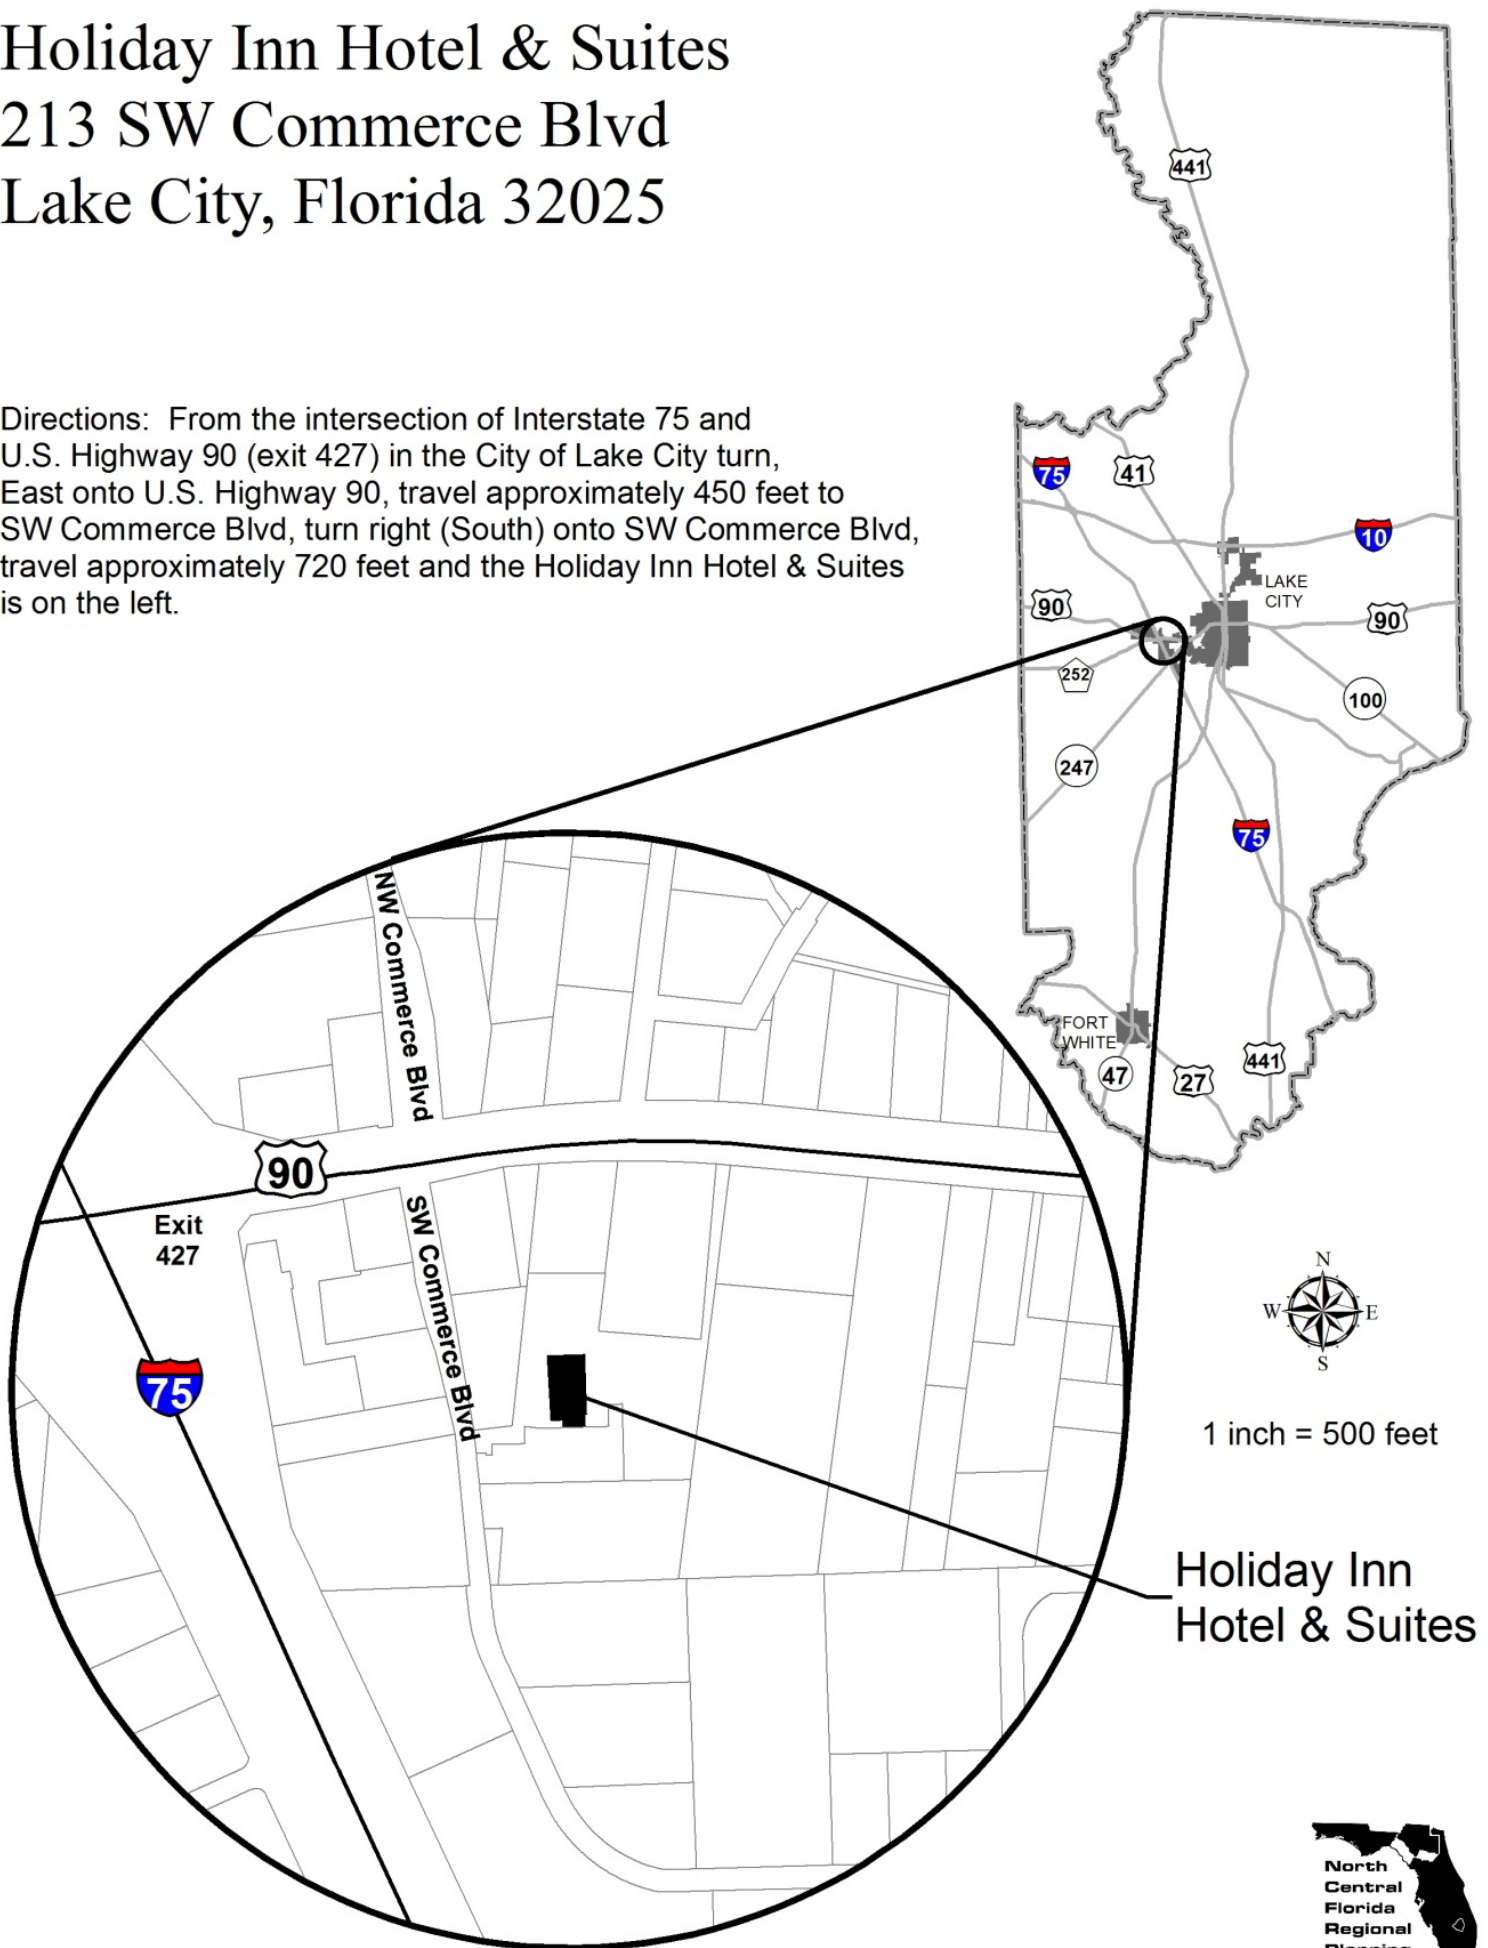 Holiday Inn Hotel & Suites
213 SW Commerce Blvd
Lake City, Florida 32025
Directions:  From the intersection of Interstate 75 and
U.S. Highway 90 (exit 427) in the City of Lake City turn,
East onto U.S. Highway 90, travel approximately 450 feet to
SW Commerce Blvd, turn right (South) onto SW Commerce Blvd,
travel approximately 720 feet and the Holiday Inn Hotel & Suites
is on the left.
441
75
41
10
LAKE
CITY
90
90
252
100
247
75
FORT
WHITE
47
27
441
NW Commerce Blvd
90
Exit
427
SW Commerce Blvd
75
N
W
E
S
1 inch = 500 feet
Holiday Inn
Hotel & Suites
North
Central
Florida
Regional
Planning